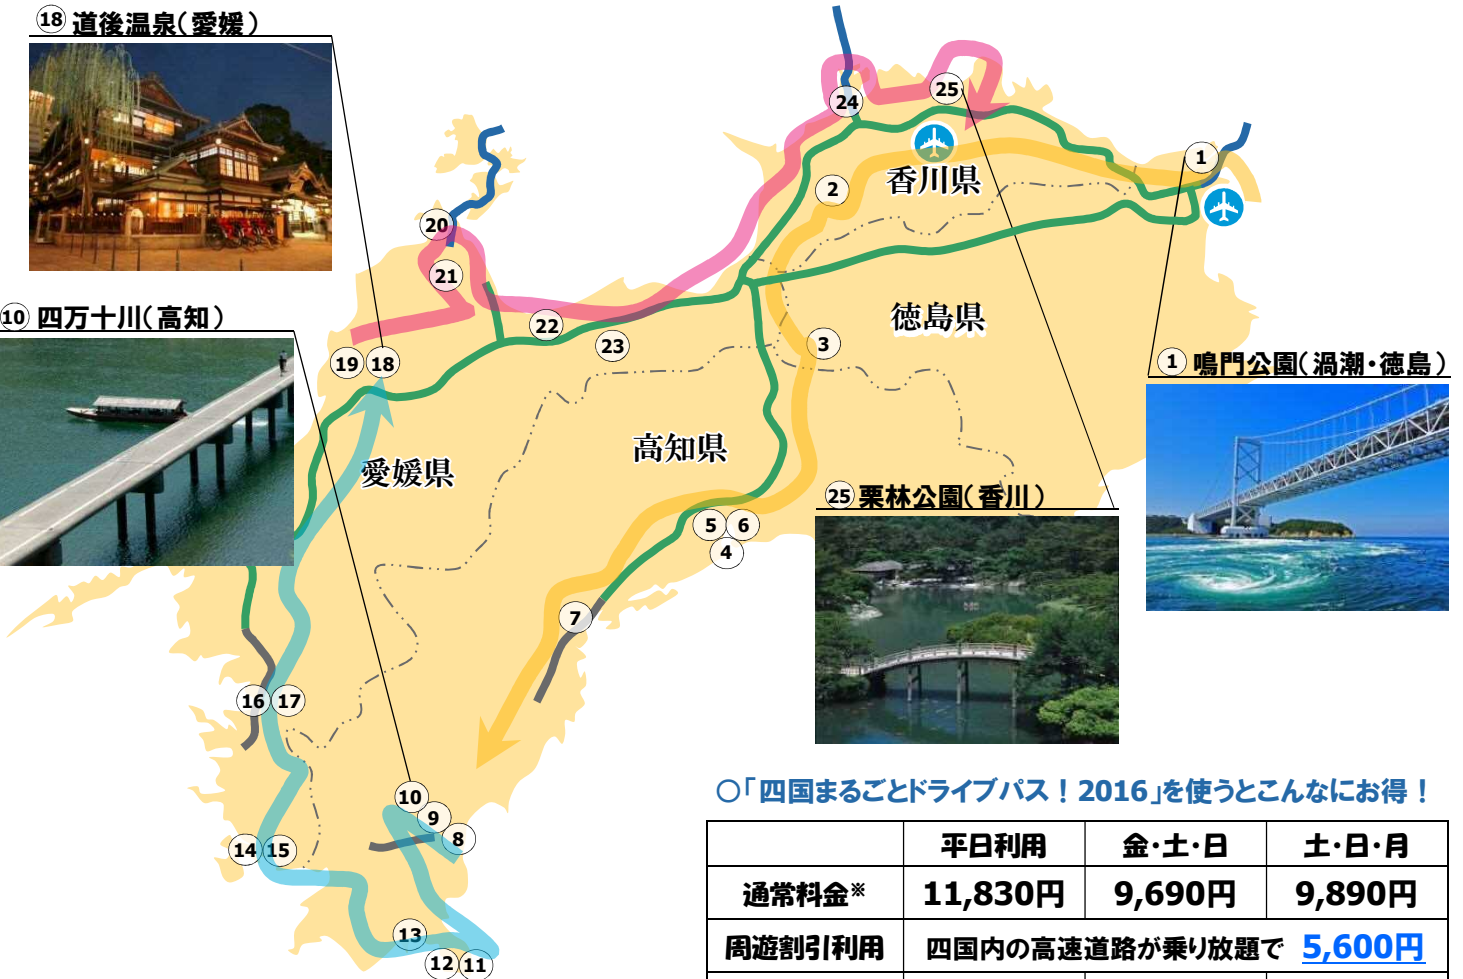 ⑱ 道後温泉(愛媛)
⑩ 四万十川(高知)
① 鳴門公園(渦潮・徳島)
㉕ 栗林公園(香川)
香川県
徳島県
高知県
愛媛県
1
2
3
5 6
4
7
8
9
10
12 11
13
14 15
16 17
19 18
20
21
22
23
24
25
○「四国まるごとドライブパス!2016」を使うとこんなにお得!
平日利用 金・土・日 土・日・月
通常料金※ 11,830円 9,690円 9,890円
周遊割引利用 四国内の高速道路が乗り放題で 5,600円